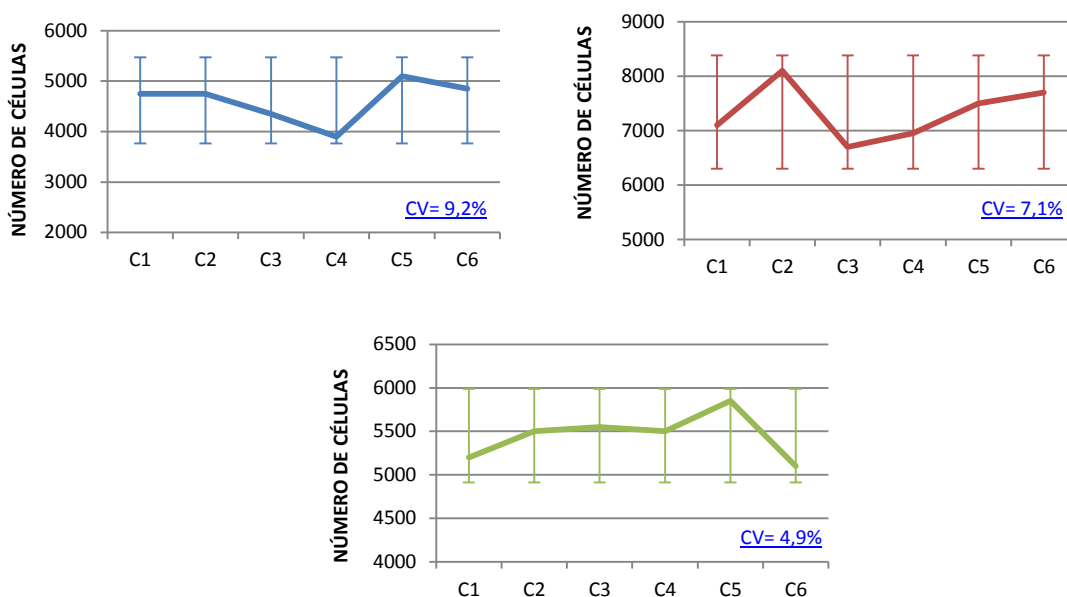 NÚMERO DE CÉLULAS
6000
5000
4000
3000
2000
C1 C2 C3 C4 C5 C6
CV= 9,2%
NÚMERO DE CÉLULAS
9000
8000
7000
6000
5000
C1 C2 C3 C4 C5 C6
CV= 7,1%
NÚMERO DE CÉLULAS
6500
6000
5500
5000
4500
4000
C1 C2 C3 C4 C5 C6
CV= 4,9%